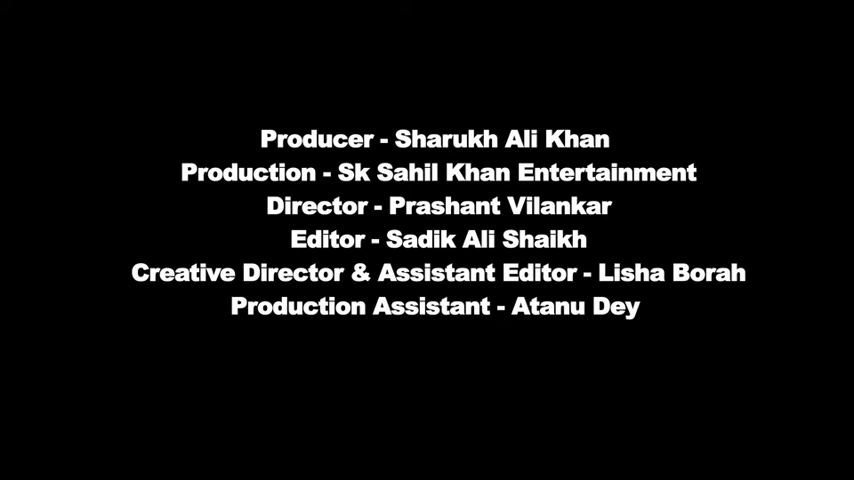 Producer - Sharukh Ali Khan
Production - Sk Sahil Khan Entertainment
Director - Prashant Vilankar
Editor - Sadik Ali Shaikh
Creative Director & Assistant Editor - Lisha Borah
Production Assistant - Atanu Dey